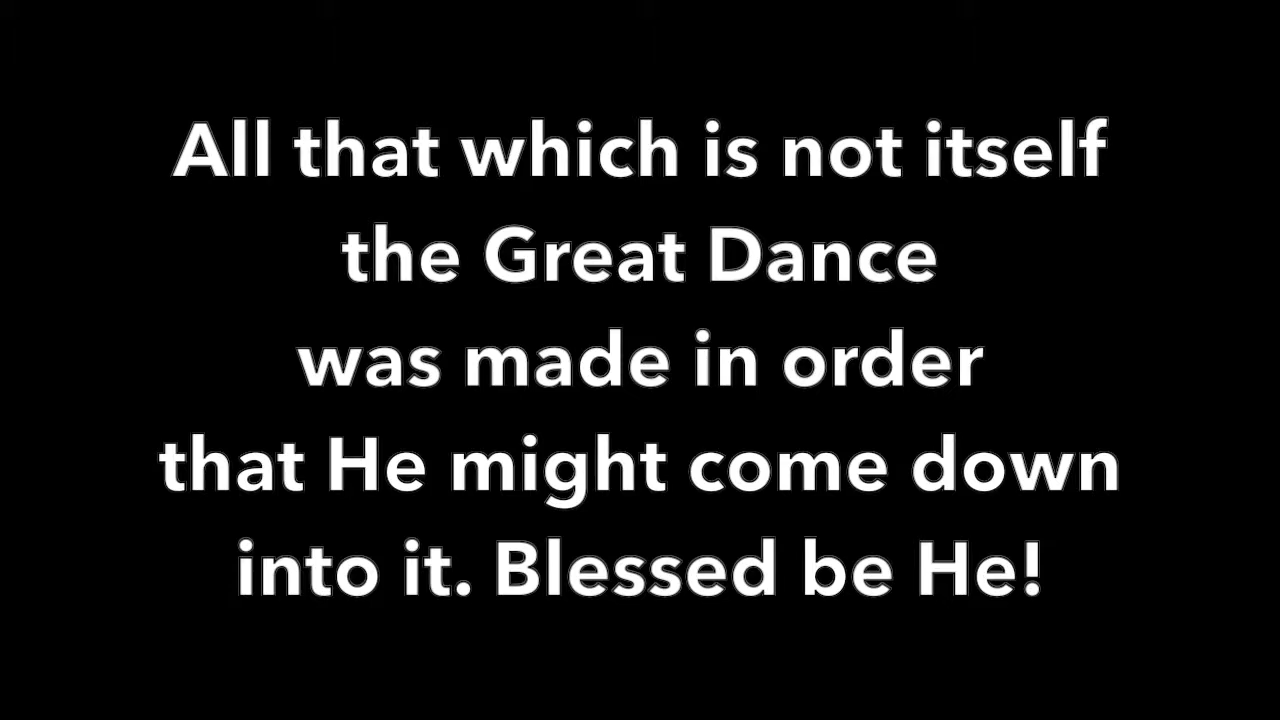 All that which is not itself
the Great Dance
was made in order
that He might come down
into it. Blessed be He!